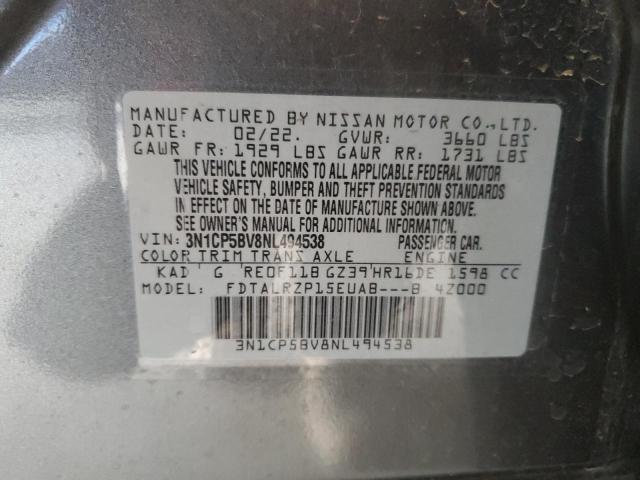 MANUFACTURED BY NISSAN MOTOR CO., LTD.
DATE: 02/22. GVWR: 3660 LBS
GAWR FR: 1929 LBS GAWR RR: 1731 LBS
THIS VEHICLE CONFORMS TO ALL APPLICABLE FEDERAL MOTOR
VEHICLE SAFETY, BUMPER AND THEFT PREVENTION STANDARDS
IN EFFECT ON THE DATE OF MANUFACTURE SHOWN ABOVE.
SEE OWNER'S MANUAL FOR ADDITIONAL INFORMATION.
VIN: 3N1CP5BV8NL494538 PASSENGER CAR.
COLOR TRIM TRANS AXLE ENGINE
KAD G RE0F11B GZ39 HR16DE 1598 CC
MODEL: FDTALRZP15EUAB---B 4Z000
3N1CP5BV8NL494538